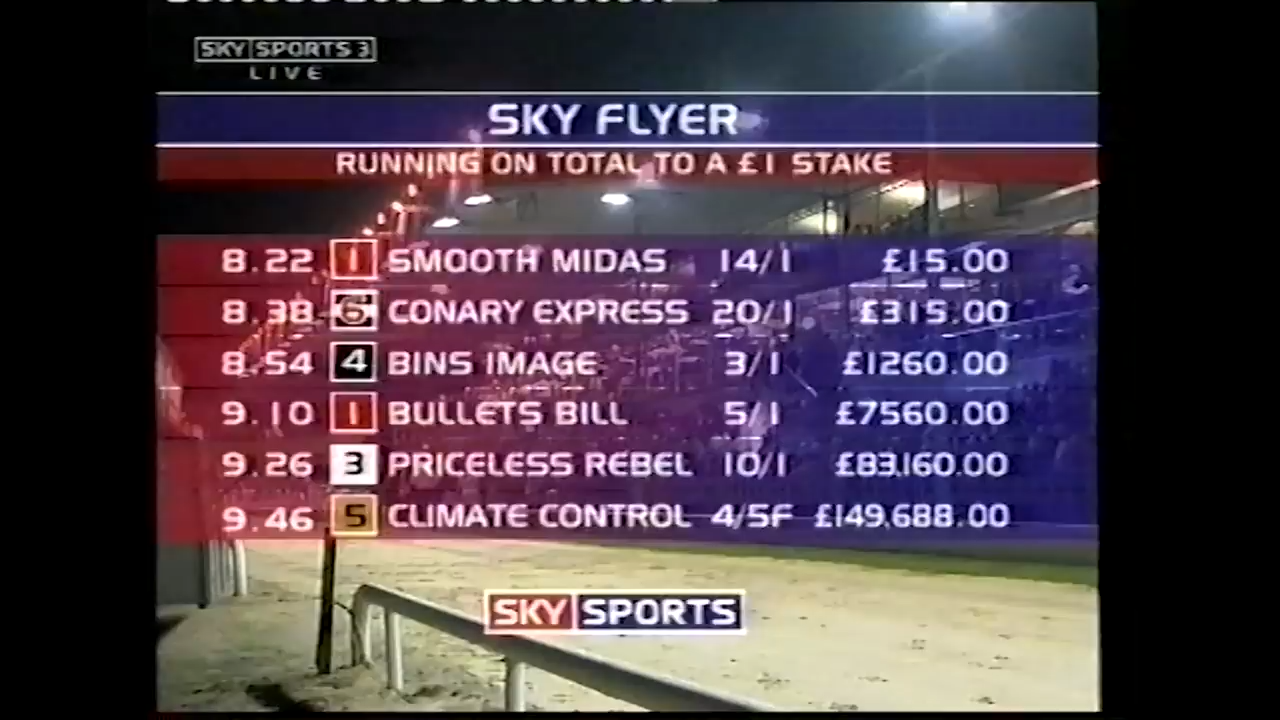 SKY SPORTS 3
LIVE
SKY FLYER
RUNNING ON TOTAL TO A £1 STAKE
8.22 1 SMOOTH MIDAS 14/1 £15.00
8.38 6 CONARY EXPRESS 20/1 £315.00
8.54 4 BINS IMAGE 3/1 £1260.00
9.10 1 BULLETS BILL 5/1 £7560.00
9.26 3 PRICELESS REBEL 10/1 £83,160.00
9.46 5 CLIMATE CONTROL 4/5F £149,688.00
SKY SPORTS